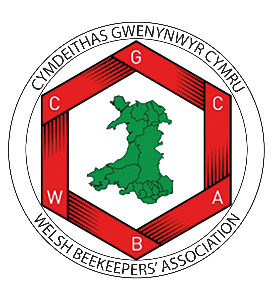 CYMDEITHAS GWENYNWYR CYMRU
G
C C
W A
B
WELSH BEEKEEPERS' ASSOCIATION